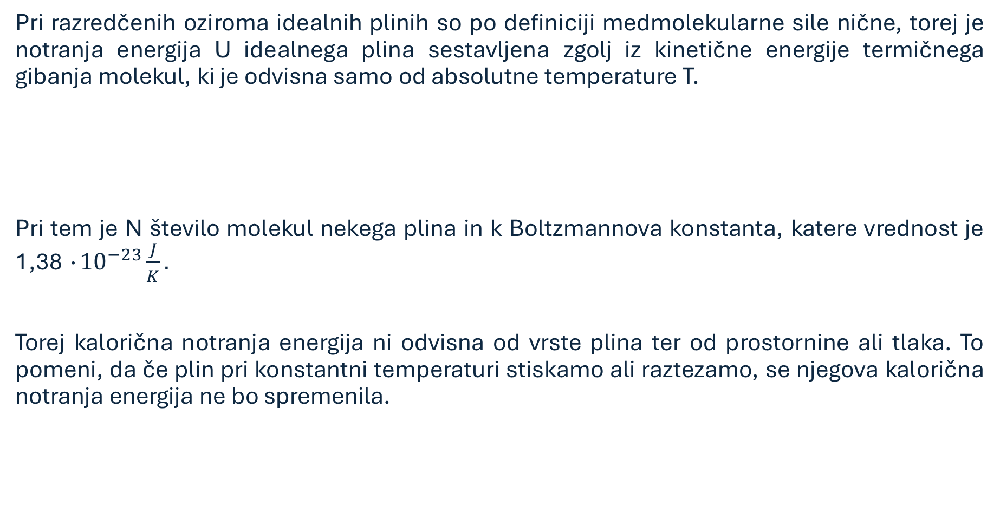 Pri razredčenih oziroma idealnih plinih so po definiciji medmolekularne sile nične, torej je
notranja energija U idealnega plina sestavljena zgolj iz kinetične energije termičnega
gibanja molekul, ki je odvisna samo od absolutne temperature T.
Pri tem je N število molekul nekega plina in k Boltzmannova konstanta, katere vrednost je
1,38 · 10⁻²³ J/K.
Torej kalorična notranja energija ni odvisna od vrste plina ter od prostornine ali tlaka. To
pomeni, da če plin pri konstantni temperaturi stiskamo ali raztezamo, se njegova kalorična
notranja energija ne bo spremenila.